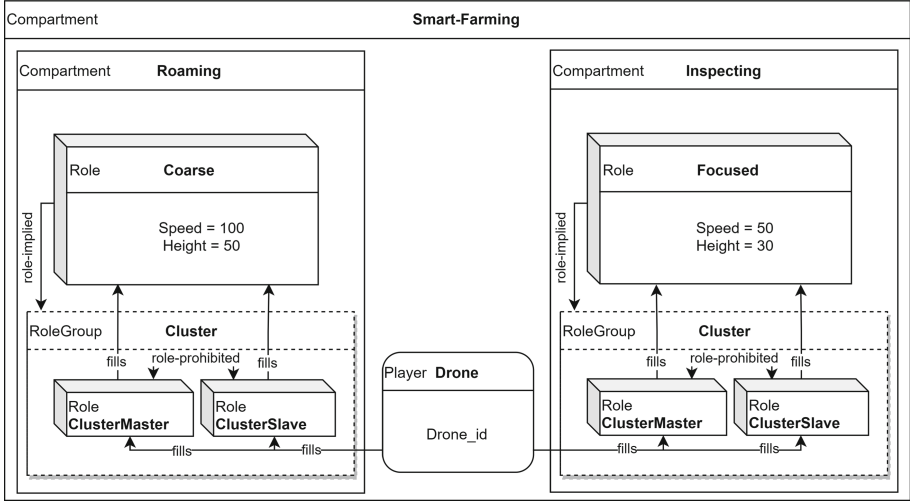 Compartment Smart-Farming
Compartment Roaming
Role Coarse
Speed = 100
Height = 50
role-implied
RoleGroup Cluster
fills role-prohibited fills
Role
ClusterMaster
Role
ClusterSlave
fills fills
Player Drone
Drone_id
Compartment Inspecting
Role Focused
Speed = 50
Height = 30
role-implied
RoleGroup Cluster
fills role-prohibited fills
Role
ClusterMaster
Role
ClusterSlave
fills fills